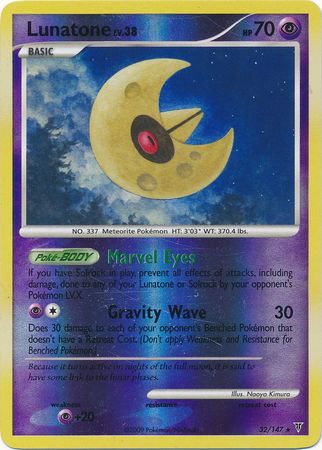 Lunatone LV.38 HP 70
BASIC
NO. 337 Meteorite Pokémon HT: 3'03" WT: 370.4 lbs.
Poké-BODY Marvel Eyes
If you have Solrock in play, prevent all effects of attacks, including
damage, done to any of your Lunatone or Solrock by your opponent's
Pokémon LV.X.
Gravity Wave 30
Does 30 damage to each of your opponent's Benched Pokémon that
doesn't have a Retreat Cost. (Don't apply Weakness and Resistance for
Benched Pokémon.)
Because it turns active on nights of the full moon, it is said to
have some link to the lunar phases.
Illus. Naoyo Kimura
weakness resistance retreat cost
+20
©2009 Pokémon/Nintendo 32/147 ★